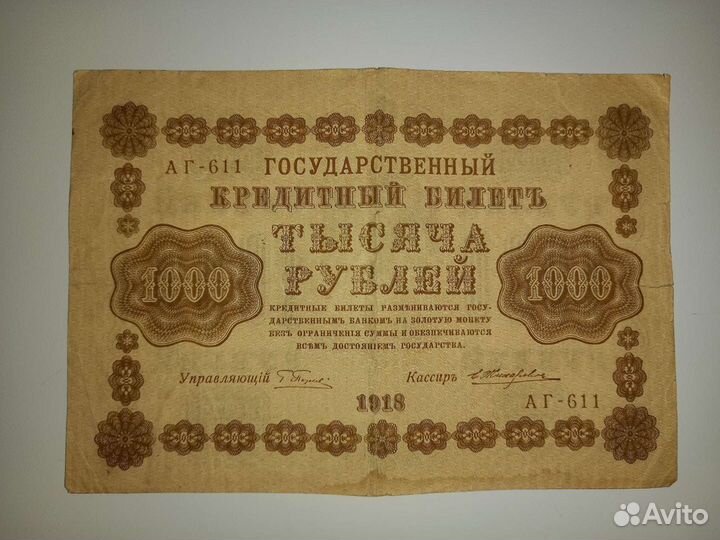 АГ-611 ГОСУДАРСТВЕННЫЙ
КРЕДИТНЫЙ БИЛЕТЪ
ТЫСЯЧА
РУБЛЕЙ
1000 1000
КРЕДИТНЫЕ БИЛЕТЫ РАЗМѢНИВАЮТСЯ ГОСУ-
ДАРСТВЕННЫМЪ БАНКОМЪ НА ЗОЛОТУЮ МОНЕТУ
БЕЗЪ ОГРАНИЧЕНІЯ СУММЫ И ОБЕЗПЕЧИВАЮТСЯ
ВСѢМЪ ДОСТОЯНІЕМЪ ГОСУДАРСТВА.
Управляющій Кассиръ
1918 АГ-611
Avito